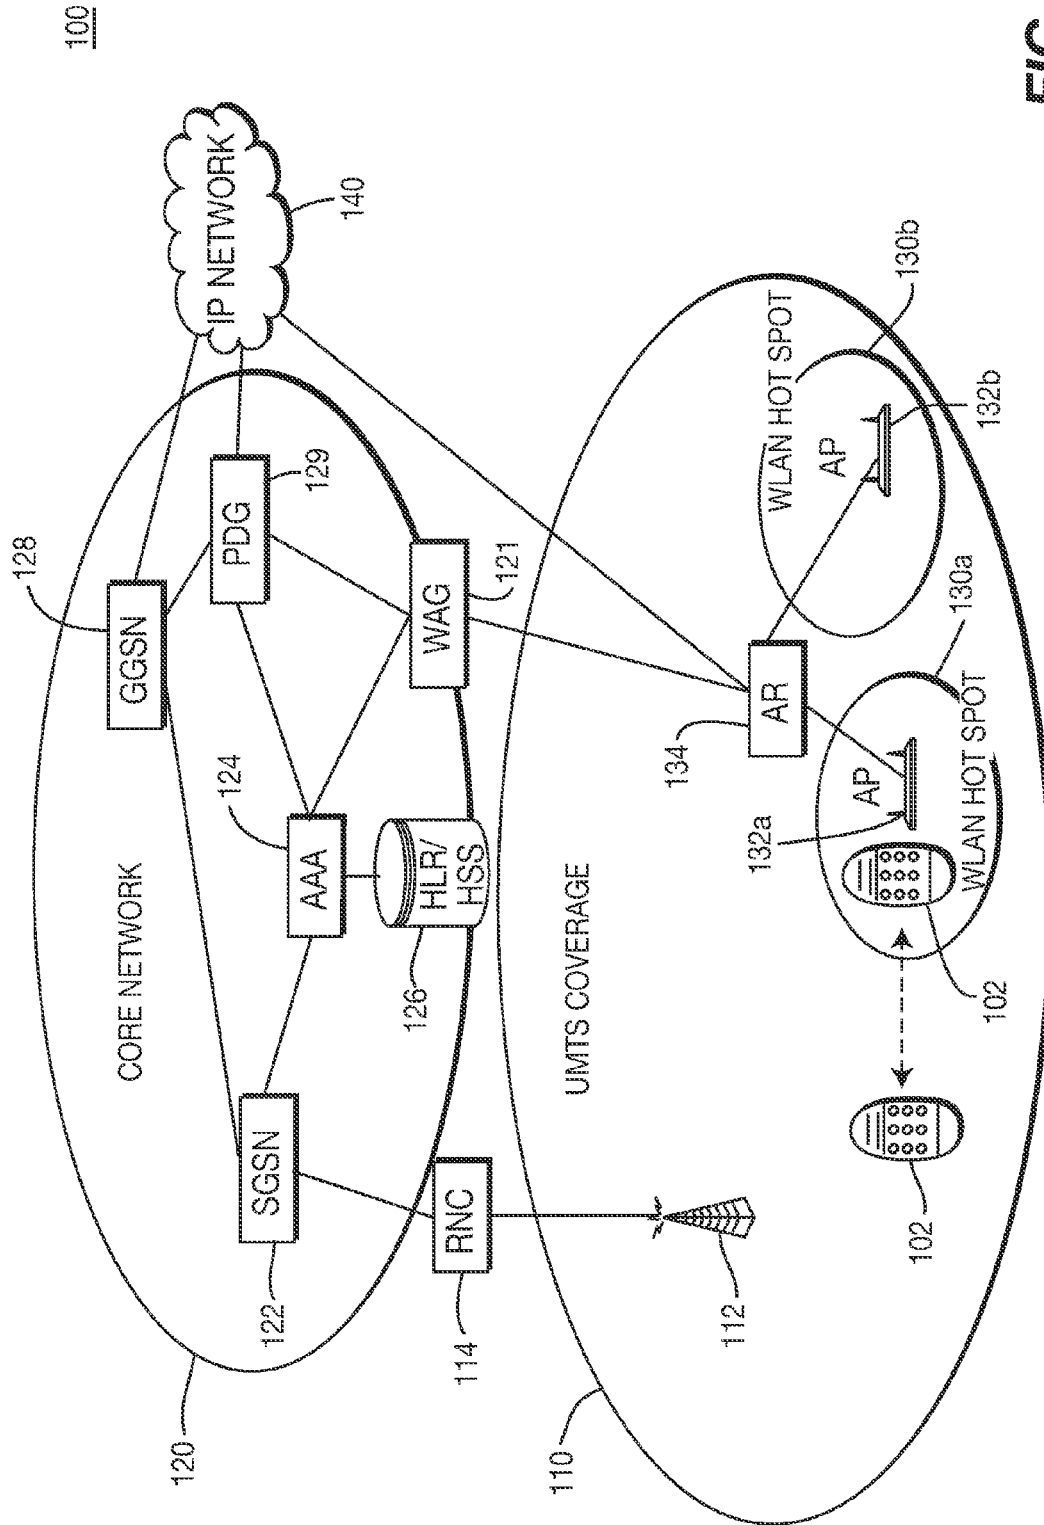 100
128
GGSN
IP NETWORK
140
PDG
129
CORE NETWORK
124
AAA
SGSN
122
120
HLR/
HSS
126
WAG
121
RNC
114
UMTS COVERAGE
110
112
134
AR
WLAN HOT SPOT
130b
AP
132b
130a
AP
132a
WLAN HOT SPOT
102
102